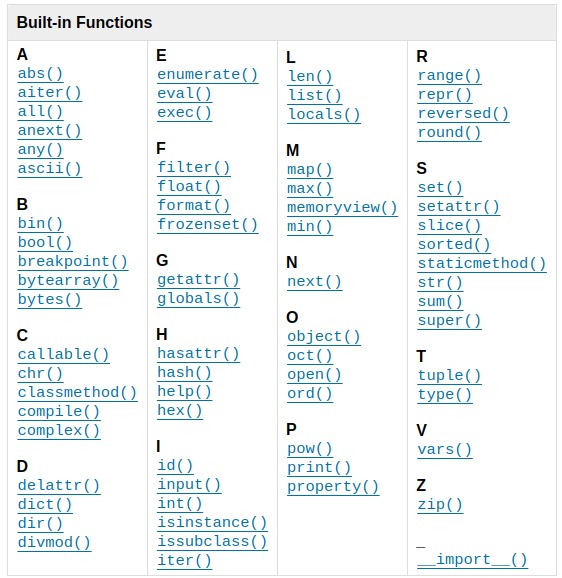 Built-in Functions
A
abs()
aiter()
all()
anext()
any()
ascii()
B
bin()
bool()
breakpoint()
bytearray()
bytes()
C
callable()
chr()
classmethod()
compile()
complex()
D
delattr()
dict()
dir()
divmod()
E
enumerate()
eval()
exec()
F
filter()
float()
format()
frozenset()
G
getattr()
globals()
H
hasattr()
hash()
help()
hex()
I
id()
input()
int()
isinstance()
issubclass()
iter()
L
len()
list()
locals()
M
map()
max()
memoryview()
min()
N
next()
O
object()
oct()
open()
ord()
P
pow()
print()
property()
R
range()
repr()
reversed()
round()
S
set()
setattr()
slice()
sorted()
staticmethod()
str()
sum()
super()
T
tuple()
type()
V
vars()
Z
zip()
_
__import__()